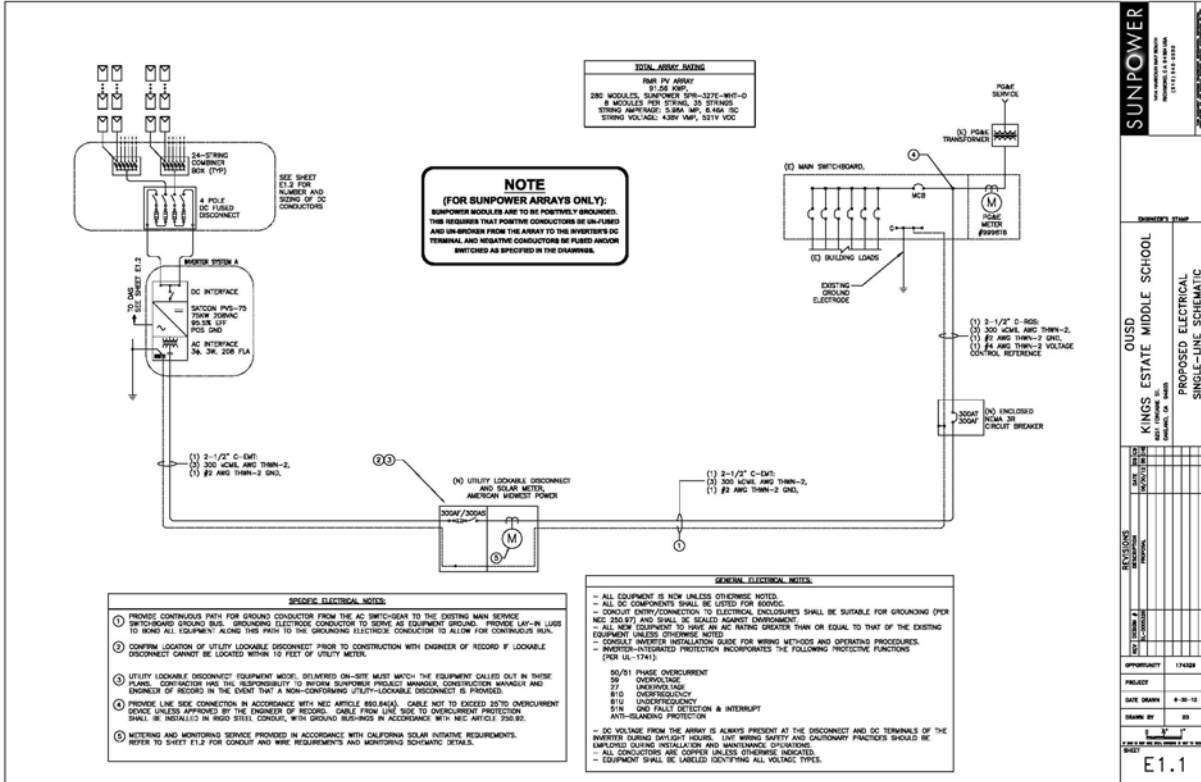 TOTAL ARRAY RATING
RMR PV ARRAY
91.56 KWP,
280 MODULES, SUNPOWER SPR-327E-WHT-D
8 MODULES PER STRING, 35 STRINGS
STRING AMPERAGE: 5.98A IMP, 6.46A ISC
STRING VOLTAGE: 438V VMP, 521V VOC
24-STRING
COMBINER
BOX (TYP)
SEE SHEET
E1.2 FOR
NUMBER AND
SIZING OF DC
CONDUCTORS
4 POLE
DC FUSED
DISCONNECT
NOTE
(FOR SUNPOWER ARRAYS ONLY):
SUNPOWER MODULES ARE TO BE POSITIVELY GROUNDED.
THIS REQUIRES THAT POSITIVE CONDUCTORS BE UN-FUSED
AND UN-BROKEN FROM THE ARRAY TO THE INVERTER'S DC
TERMINAL AND NEGATIVE CONDUCTORS BE FUSED AND/OR
SWITCHED AS SPECIFIED IN THE DRAWINGS.
INVERTER SYSTEM A
TO DAS
SEE SHEET E1.2
DC INTERFACE
SATCON PVS-75
75KW 208VAC
95.5% EFF
POS GND
AC INTERFACE
3ϕ, 3W, 208 FLA
PG&E
SERVICE
(E) PG&E
TRANSFORMER
4
(E) MAIN SWITCHBOARD,
MCB
M
PG&E
METER
G
(E) BUILDING LOADS
EXISTING
GROUND
ELECTRODE
(1) 2-1/2" C-RGS:
(3) 300 KCMIL AWG THWN-2,
(1) #2 AWG THWN-2 GND,
(1) #4 AWG THWN-2 VOLTAGE
CONTROL REFERENCE
300AT
300AF
(N) ENCLOSED
NEMA 3R
CIRCUIT BREAKER
(1) 2-1/2" C-EMT:
(3) 300 KCMIL AWG THWN-2,
(1) #2 AWG THWN-2 GND,
2 3
(N) UTILITY LOCKABLE DISCONNECT
AND SOLAR METER,
AMERICAN MIDWEST POWER
300AF/300AS
M
5
(1) 2-1/2" C-EMT:
(3) 300 KCMIL AWG THWN-2,
(1) #2 AWG THWN-2 GND,
1
SPECIFIC ELECTRICAL NOTES:
1 PROVIDE CONTINUOUS PATH FOR GROUND CONDUCTOR FROM THE AC SWITCHGEAR TO THE EXISTING MAIN SERVICE
SWITCHBOARD GROUND BUS. GROUNDING ELECTRODE CONDUCTOR TO SERVE AS EQUIPMENT GROUND. PROVIDE LAY-IN LUGS
TO BOND ALL EQUIPMENT ALONG THIS PATH TO THE GROUNDING ELECTRODE CONDUCTOR TO ALLOW FOR CONTINUOUS RUN.
2 CONFIRM LOCATION OF UTILITY LOCKABLE DISCONNECT PRIOR TO CONSTRUCTION WITH ENGINEER OF RECORD IF LOCKABLE
DISCONNECT CANNOT BE LOCATED WITHIN 10 FEET OF UTILITY METER.
3 UTILITY LOCKABLE DISCONNECT EQUIPMENT MODEL, DELIVERED ON-SITE MUST MATCH THE EQUIPMENT CALLED OUT IN THESE
PLANS. CONTRACTOR HAS THE RESPONSIBILITY TO INFORM SUNPOWER PROJECT MANAGER, CONSTRUCTION MANAGER AND
ENGINEER OF RECORD IN THE EVENT THAT A NON-CONFORMING UTILITY-LOCKABLE DISCONNECT IS PROVIDED.
4 PROVIDE LINE SIDE CONNECTION IN ACCORDANCE WITH NEC ARTICLE 690.64(A). CABLE NOT TO EXCEED 25'TO OVERCURRENT
DEVICE UNLESS APPROVED BY THE ENGINEER OF RECORD. CABLE FROM LINE SIDE TO OVERCURRENT PROTECTION
SHALL BE INSTALLED IN RIGID STEEL CONDUIT, WITH GROUND BUSHINGS IN ACCORDANCE WITH NEC ARTICLE 250.92.
5 METERING AND MONITORING SERVICE PROVIDED IN ACCORDANCE WITH CALIFORNIA SOLAR INITIATIVE REQUIREMENTS.
REFER TO SHEET E1.2 FOR CONDUIT AND WIRE REQUIREMENTS AND MONITORING SCHEMATIC DETAILS.
GENERAL ELECTRICAL NOTES:
- ALL EQUIPMENT IS NEW UNLESS OTHERWISE NOTED.
- ALL DC COMPONENTS SHALL BE LISTED FOR 600VDC.
- CONDUIT ENTRY/CONNECTION TO ELECTRICAL ENCLOSURES SHALL BE SUITABLE FOR GROUNDING (PER
NEC 250.97) AND SHALL BE SEALED AGAINST ENVIRONMENT.
- ALL NEW EQUIPMENT TO HAVE AN AIC RATING GREATER THAN OR EQUAL TO THAT OF THE EXISTING
EQUIPMENT UNLESS OTHERWISE NOTED
- CONSULT INVERTER INSTALLATION GUIDE FOR WIRING METHODS AND OPERATING PROCEDURES.
- INVERTER-INTEGRATED PROTECTION INCORPORATES THE FOLLOWING PROTECTIVE FUNCTIONS
(PER UL-1741):
50/51 PHASE OVERCURRENT
59 OVERVOLTAGE
27 UNDERVOLTAGE
81O OVERFREQUENCY
81U UNDERFREQUENCY
51N GND FAULT DETECTION & INTERRUPT
ANTI-ISLANDING PROTECTION
- DC VOLTAGE FROM THE ARRAY IS ALWAYS PRESENT AT THE DISCONNECT AND DC TERMINALS OF THE
INVERTER DURING DAYLIGHT HOURS. LIVE WIRING SAFETY AND CAUTIONARY PRACTICES SHOULD BE
EMPLOYED DURING INSTALLATION AND MAINTENANCE OPERATIONS.
- ALL CONDUCTORS ARE COPPER UNLESS OTHERWISE INDICATED.
- EQUIPMENT SHALL BE LABELED IDENTIFYING ALL VOLTAGE TYPES.
SUNPOWER
ENGINEER'S STAMP
OUSD
KINGS ESTATE MIDDLE SCHOOL
OAKLAND, CA
PROPOSED ELECTRICAL
SINGLE-LINE SCHEMATIC
REVISIONS
DESCRIPTION
DATE
PROPOSAL
OPPORTUNITY
PROJECT
DATE DRAWN
DRAWN BY
SHEET
E1.1